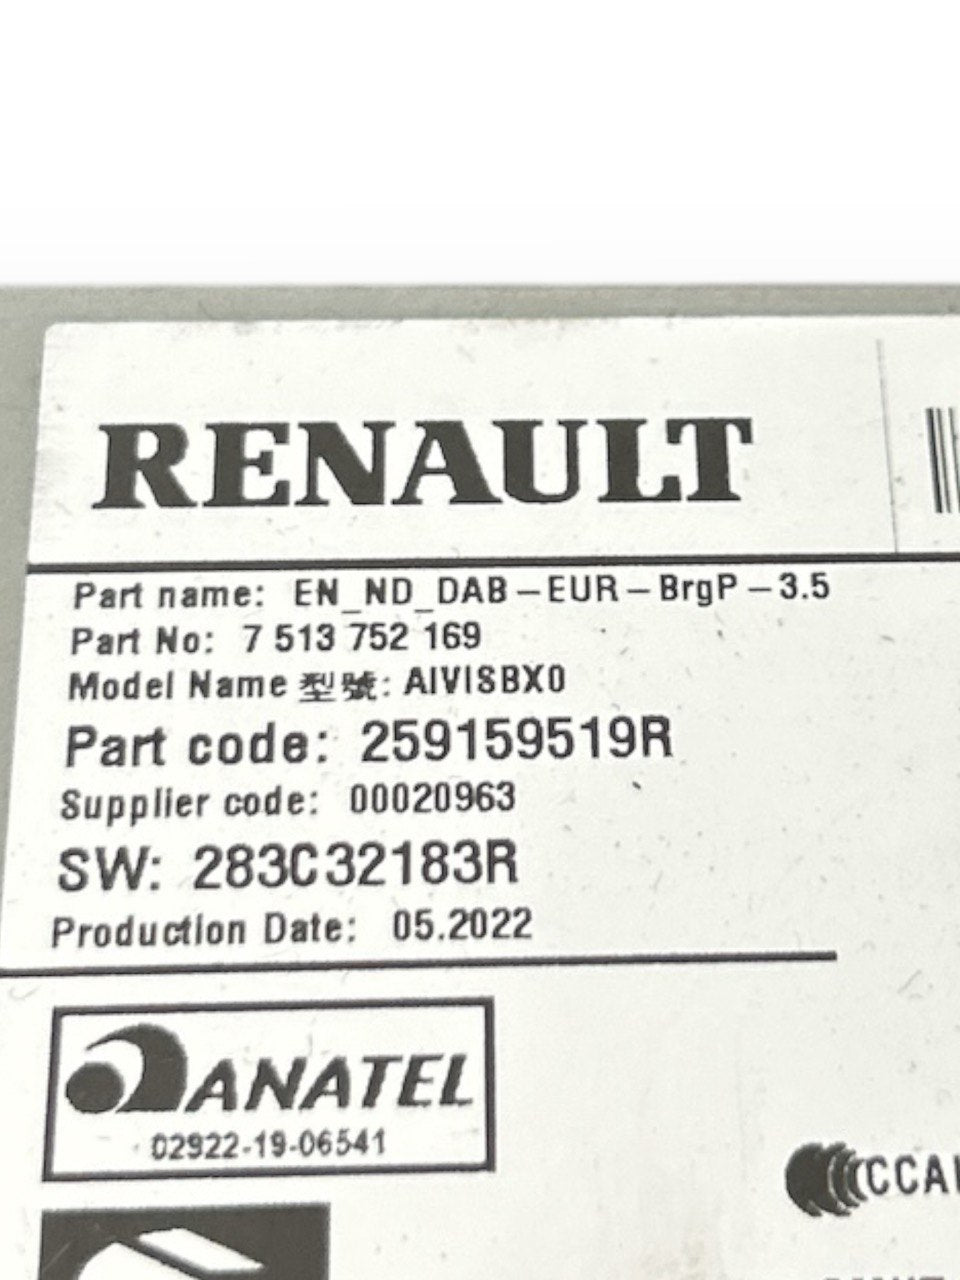 RENAULT
Part name: EN_ND_DAB-EUR-BrgP-3.5
Part No: 7 513 752 169
Model Name 型號: AIVISBX0
Part code: 259159519R
Supplier code: 00020963
SW: 283C32183R
Production Date: 05.2022
ANATEL
02922-19-06541